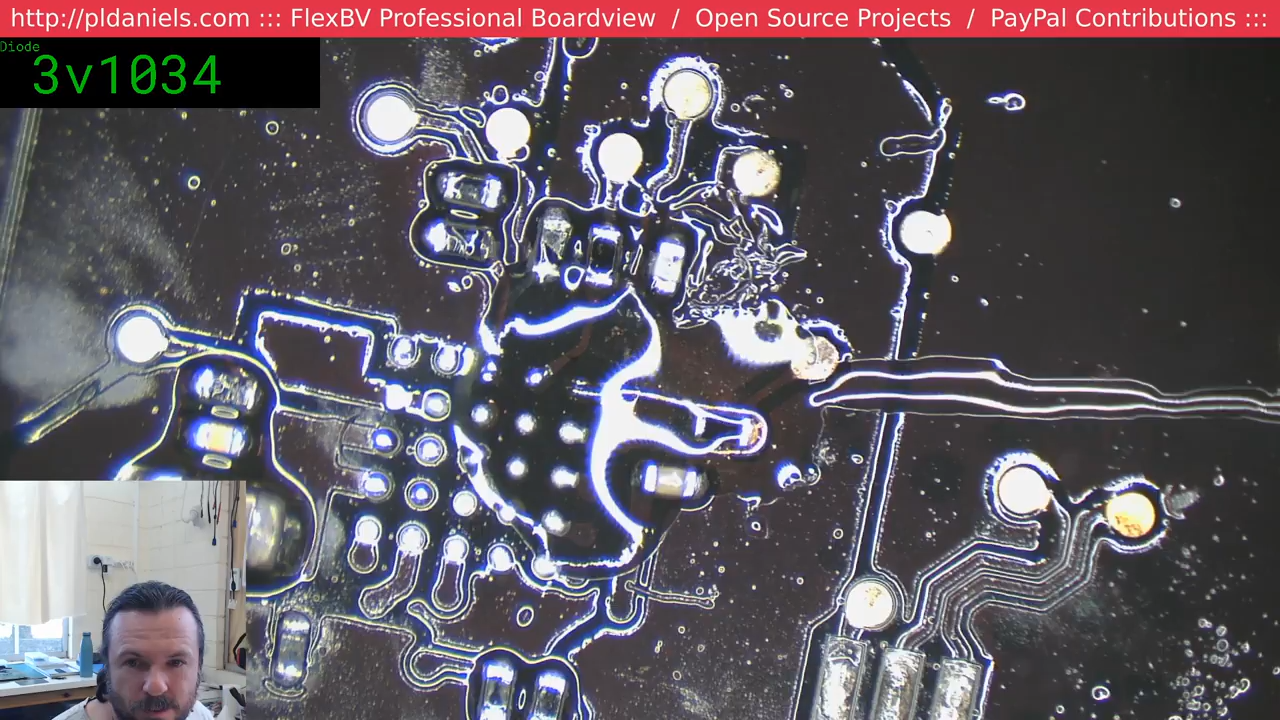 http://pldaniels.com ::: FlexBV Professional Boardview / Open Source Projects / PayPal Contributions :::
Diode
3v1034